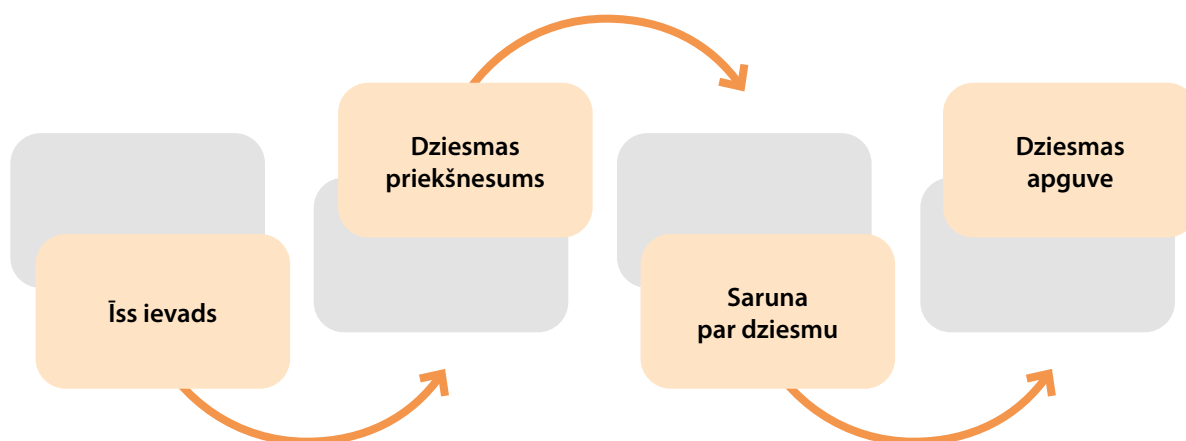 Īss ievads
Dziesmas
priekšnesums
Saruna
par dziesmu
Dziesmas
apguve